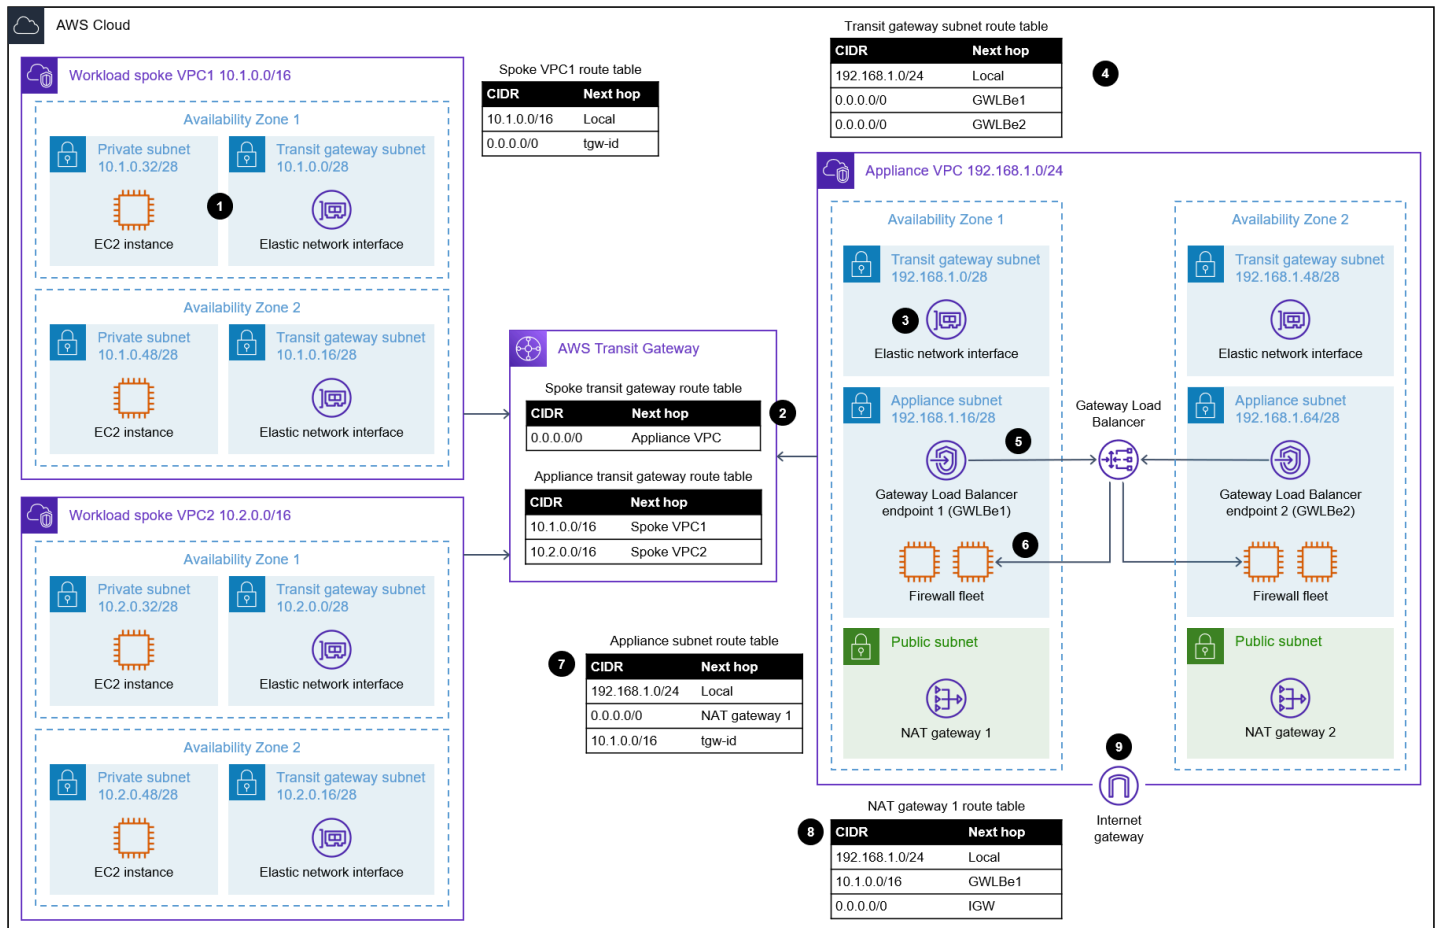 AWS Cloud
Workload spoke VPC1 10.1.0.0/16
Availability Zone 1
Private subnet
10.1.0.32/28
EC2 instance
1
Transit gateway subnet
10.1.0.0/28
Elastic network interface
Availability Zone 2
Private subnet
10.1.0.48/28
EC2 instance
Transit gateway subnet
10.1.0.16/28
Elastic network interface
Workload spoke VPC2 10.2.0.0/16
Availability Zone 1
Private subnet
10.2.0.32/28
EC2 instance
Transit gateway subnet
10.2.0.0/28
Elastic network interface
Availability Zone 2
Private subnet
10.2.0.48/28
EC2 instance
Transit gateway subnet
10.2.0.16/28
Elastic network interface
Spoke VPC1 route table
CIDR Next hop
10.1.0.0/16 Local
0.0.0.0/0 tgw-id
AWS Transit Gateway
Spoke transit gateway route table
2
CIDR Next hop
0.0.0.0/0 Appliance VPC
Appliance transit gateway route table
CIDR Next hop
10.1.0.0/16 Spoke VPC1
10.2.0.0/16 Spoke VPC2
Appliance subnet route table
7
CIDR Next hop
192.168.1.0/24 Local
0.0.0.0/0 NAT gateway 1
10.1.0.0/16 tgw-id
Transit gateway subnet route table
CIDR Next hop
4
192.168.1.0/24 Local
0.0.0.0/0 GWLBe1
0.0.0.0/0 GWLBe2
Appliance VPC 192.168.1.0/24
Availability Zone 1
Transit gateway subnet
192.168.1.0/28
3
Elastic network interface
Appliance subnet
192.168.1.16/28
5
Gateway Load Balancer
endpoint 1 (GWLBe1)
6
Firewall fleet
Public subnet
NAT gateway 1
Gateway Load
Balancer
Availability Zone 2
Transit gateway subnet
192.168.1.48/28
Elastic network interface
Appliance subnet
192.168.1.64/28
Gateway Load Balancer
endpoint 2 (GWLBe2)
Firewall fleet
Public subnet
NAT gateway 2
9
Internet
gateway
NAT gateway 1 route table
8
CIDR Next hop
192.168.1.0/24 Local
10.1.0.0/16 GWLBe1
0.0.0.0/0 IGW